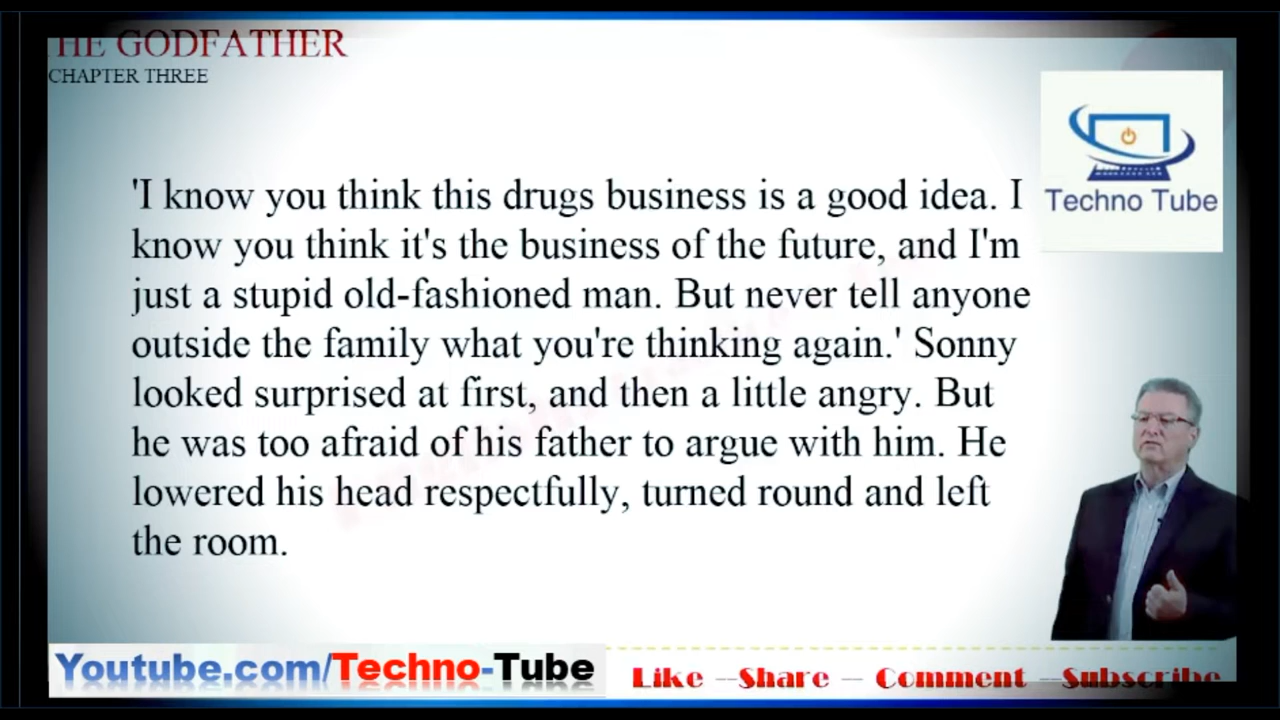 THE GODFATHER
CHAPTER THREE
Techno Tube
'I know you think this drugs business is a good idea. I
know you think it's the business of the future, and I'm
just a stupid old-fashioned man. But never tell anyone
outside the family what you're thinking again.' Sonny
looked surprised at first, and then a little angry. But
he was too afraid of his father to argue with him. He
lowered his head respectfully, turned round and left
the room.
Youtube.com/Techno-Tube
Like – Share – Comment – Subscribe